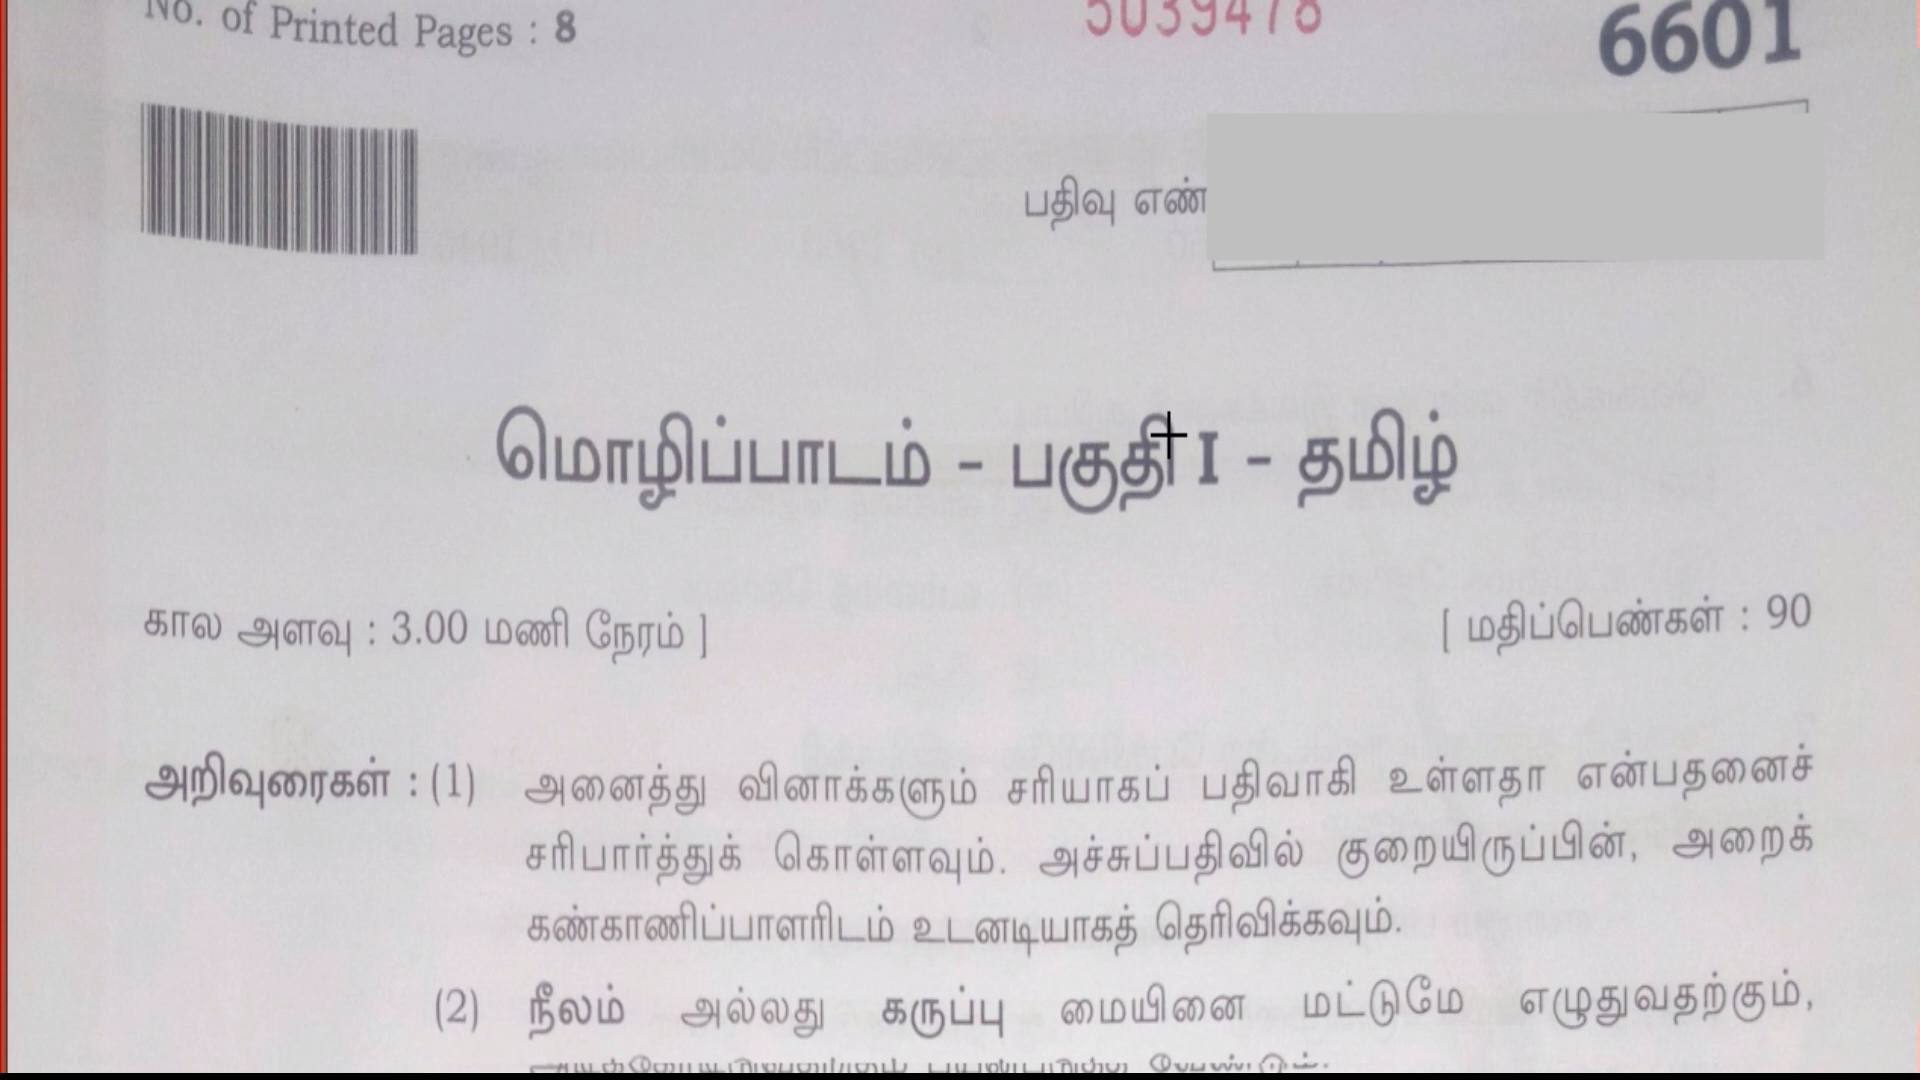 No. of Printed Pages : 8
5039478
6601
பதிவு எண்
மொழிப்பாடம் - பகுதி I - தமிழ்
கால அளவு : 3.00 மணி நேரம் ]
[ மதிப்பெண்கள் : 90
அறிவுரைகள் : (1) அனைத்து வினாக்களும் சரியாகப் பதிவாகி உள்ளதா என்பதனைச்
சரிபார்த்துக் கொள்ளவும். அச்சுப்பதிவில் குறையிருப்பின், அறைக்
கண்காணிப்பாளரிடம் உடனடியாகத் தெரிவிக்கவும்.
(2) நீலம் அல்லது கருப்பு மையினை மட்டுமே எழுதுவதற்கும்,